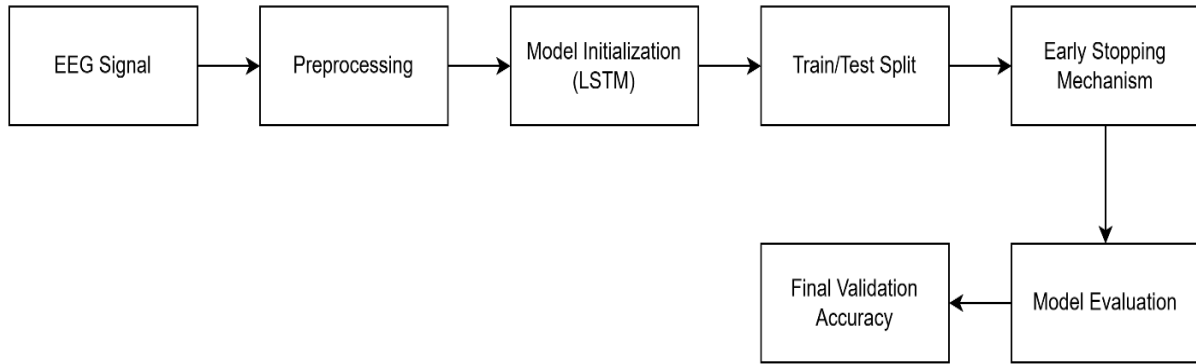 EEG Signal
Preprocessing
Model Initialization
(LSTM)
Train/Test Split
Early Stopping
Mechanism
Final Validation
Accuracy
Model Evaluation